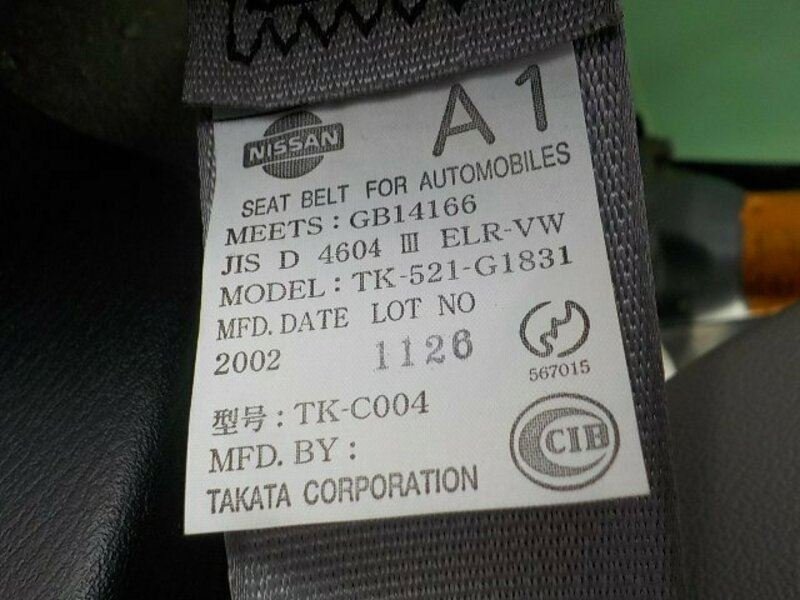 A1
NISSAN
SEAT BELT FOR AUTOMOBILES
MEETS : GB14166
JIS D 4604 III ELR-VW
MODEL : TK-521-G1831
MFD. DATE LOT NO
2002 1126
567015
型号 : TK-C004
CIB
MFD. BY :
TAKATA CORPORATION